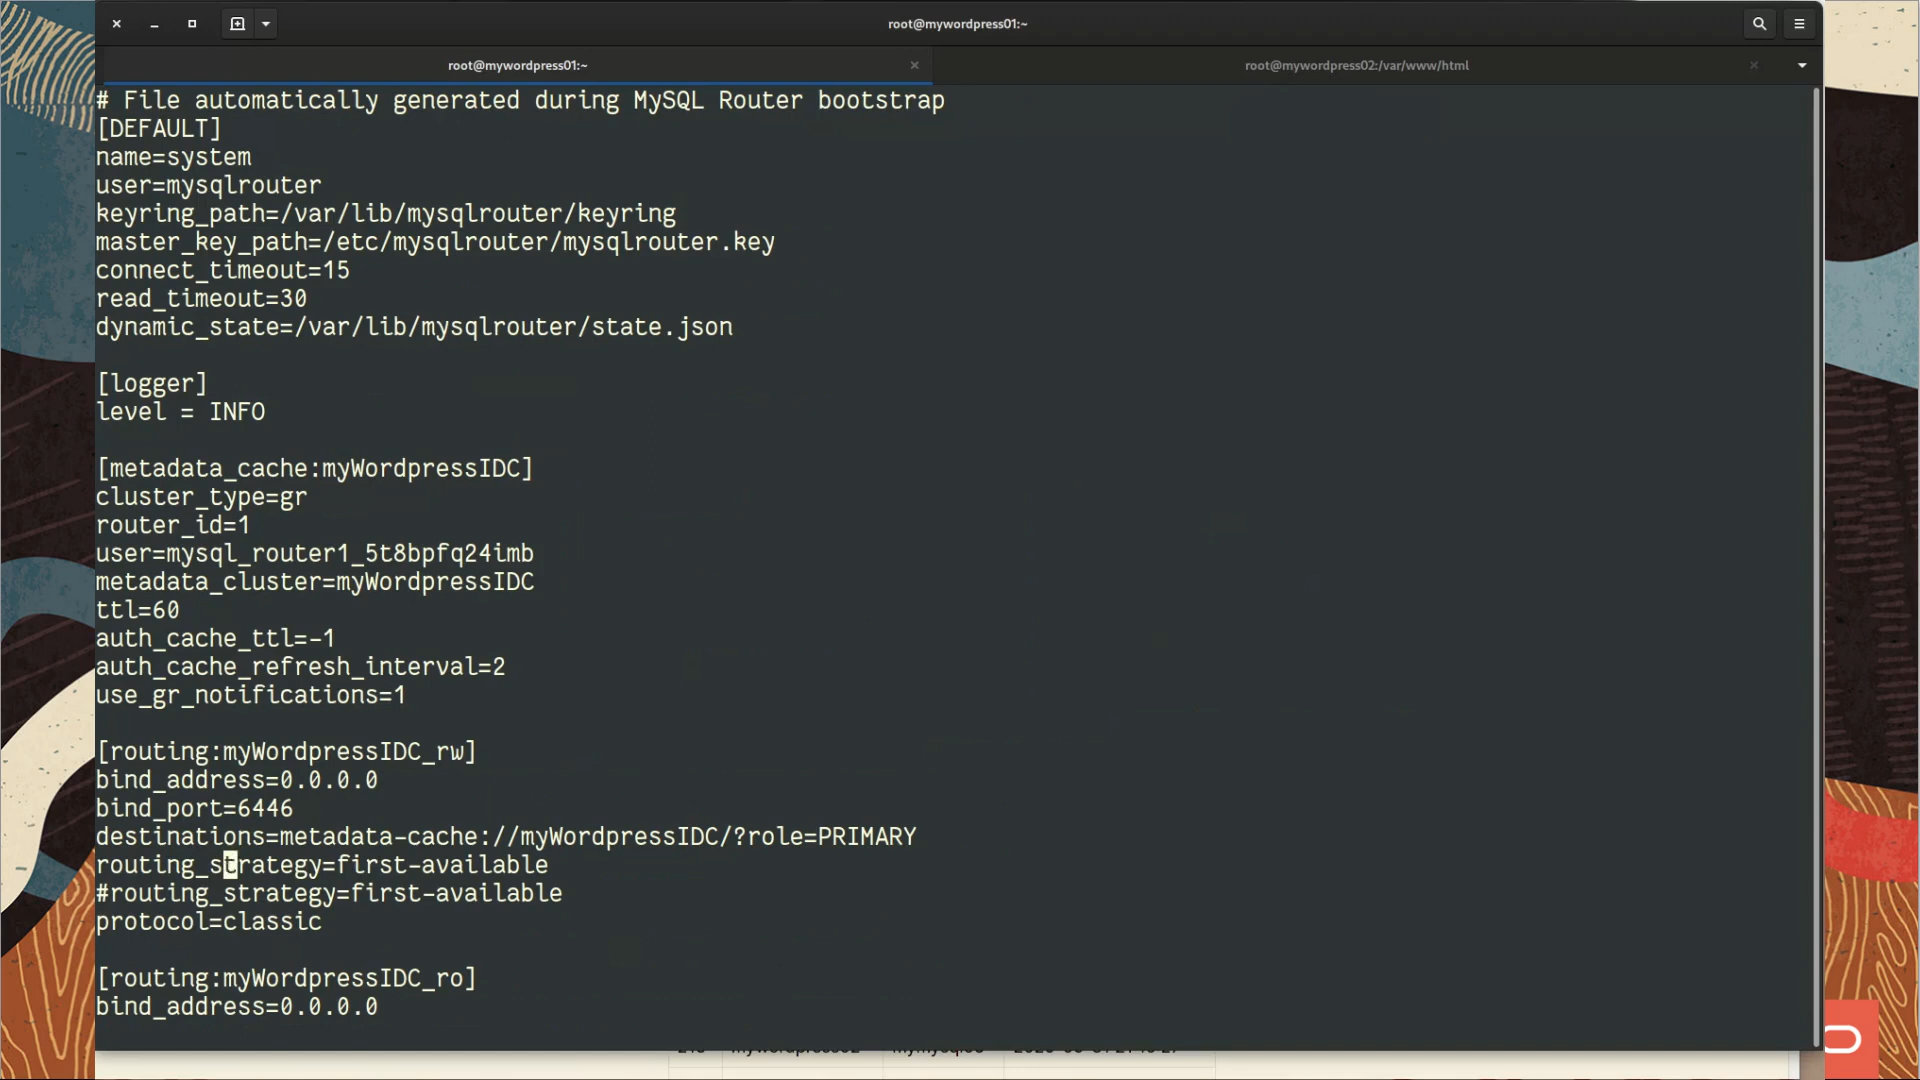 root@mywordpress01:~
root@mywordpress01:~
root@mywordpress02:/var/www/html
# File automatically generated during MySQL Router bootstrap
[DEFAULT]
name=system
user=mysqlrouter
keyring_path=/var/lib/mysqlrouter/keyring
master_key_path=/etc/mysqlrouter/mysqlrouter.key
connect_timeout=15
read_timeout=30
dynamic_state=/var/lib/mysqlrouter/state.json
[logger]
level = INFO
[metadata_cache:myWordpressIDC]
cluster_type=gr
router_id=1
user=mysql_router1_5t8bpfq24imb
metadata_cluster=myWordpressIDC
ttl=60
auth_cache_ttl=-1
auth_cache_refresh_interval=2
use_gr_notifications=1
[routing:myWordpressIDC_rw]
bind_address=0.0.0.0
bind_port=6446
destinations=metadata-cache://myWordpressIDC/?role=PRIMARY
routing_strategy=first-available
#routing_strategy=first-available
protocol=classic
[routing:myWordpressIDC_ro]
bind_address=0.0.0.0